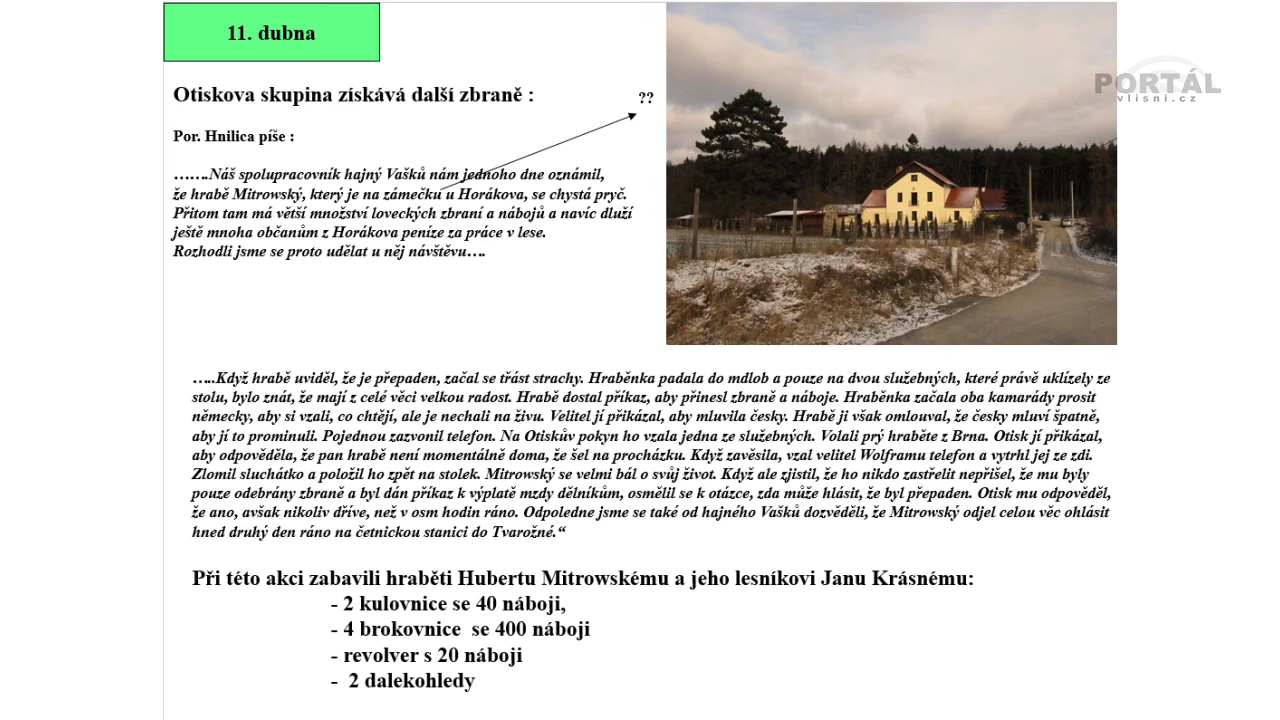 11. dubna
Otiskova skupina získává další zbraně :
??
Por. Hnilica píše :
…….Náš spolupracovník hajný Vašků nám jednoho dne oznámil,
že hrabě Mitrowský, který je na zámečku u Horákova, se chystá pryč.
Přitom tam má větší množství loveckých zbraní a nábojů a navíc dluží
ještě mnoha občanům z Horákova peníze za práce v lese.
Rozhodli jsme se proto udělat u něj návštěvu….
PORTÁL
vlisni.cz
…..Když hrabě uviděl, že je přepaden, začal se třást strachy. Hraběnka padala do mdlob a pouze na dvou služebných, které právě uklízely ze
stolu, bylo znát, že mají z celé věci velkou radost. Hrabě dostal příkaz, aby přinesl zbraně a náboje. Hraběnka začala oba kamarády prosit
německy, aby si vzali, co chtějí, ale je nechali na živu. Velitel jí přikázal, aby mluvila česky. Hrabě ji však omlouval, že česky mluví špatně,
aby jí to prominuli. Pojednou zazvonil telefon. Na Otiskův pokyn ho vzala jedna ze služebných. Volali prý hraběte z Brna. Otisk jí přikázal,
aby odpověděla, že pan hrabě není momentálně doma, že šel na procházku. Když zavěsila, vzal velitel Wolframu telefon a vytrhl jej ze zdi.
Zlomil sluchátko a položil ho zpět na stolek. Mitrowský se velmi bál o svůj život. Když ale zjistil, že ho nikdo zastřelit nepřišel, že mu byly
pouze odebrány zbraně a byl dán příkaz k výplatě mzdy dělníkům, osmělil se k otázce, zda může hlásit, že byl přepaden. Otisk mu odpověděl,
že ano, avšak nikoliv dříve, než v osm hodin ráno. Odpoledne jsme se také od hajného Vašků dozvěděli, že Mitrowský odjel celou věc ohlásit
hned druhý den ráno na četnickou stanici do Tvarožné.“
Při této akci zabavili hraběti Hubertu Mitrowskému a jeho lesníkovi Janu Krásnému:
- 2 kulovnice se 40 náboji,
- 4 brokovnice se 400 náboji
- revolver s 20 náboji
- 2 dalekohledy